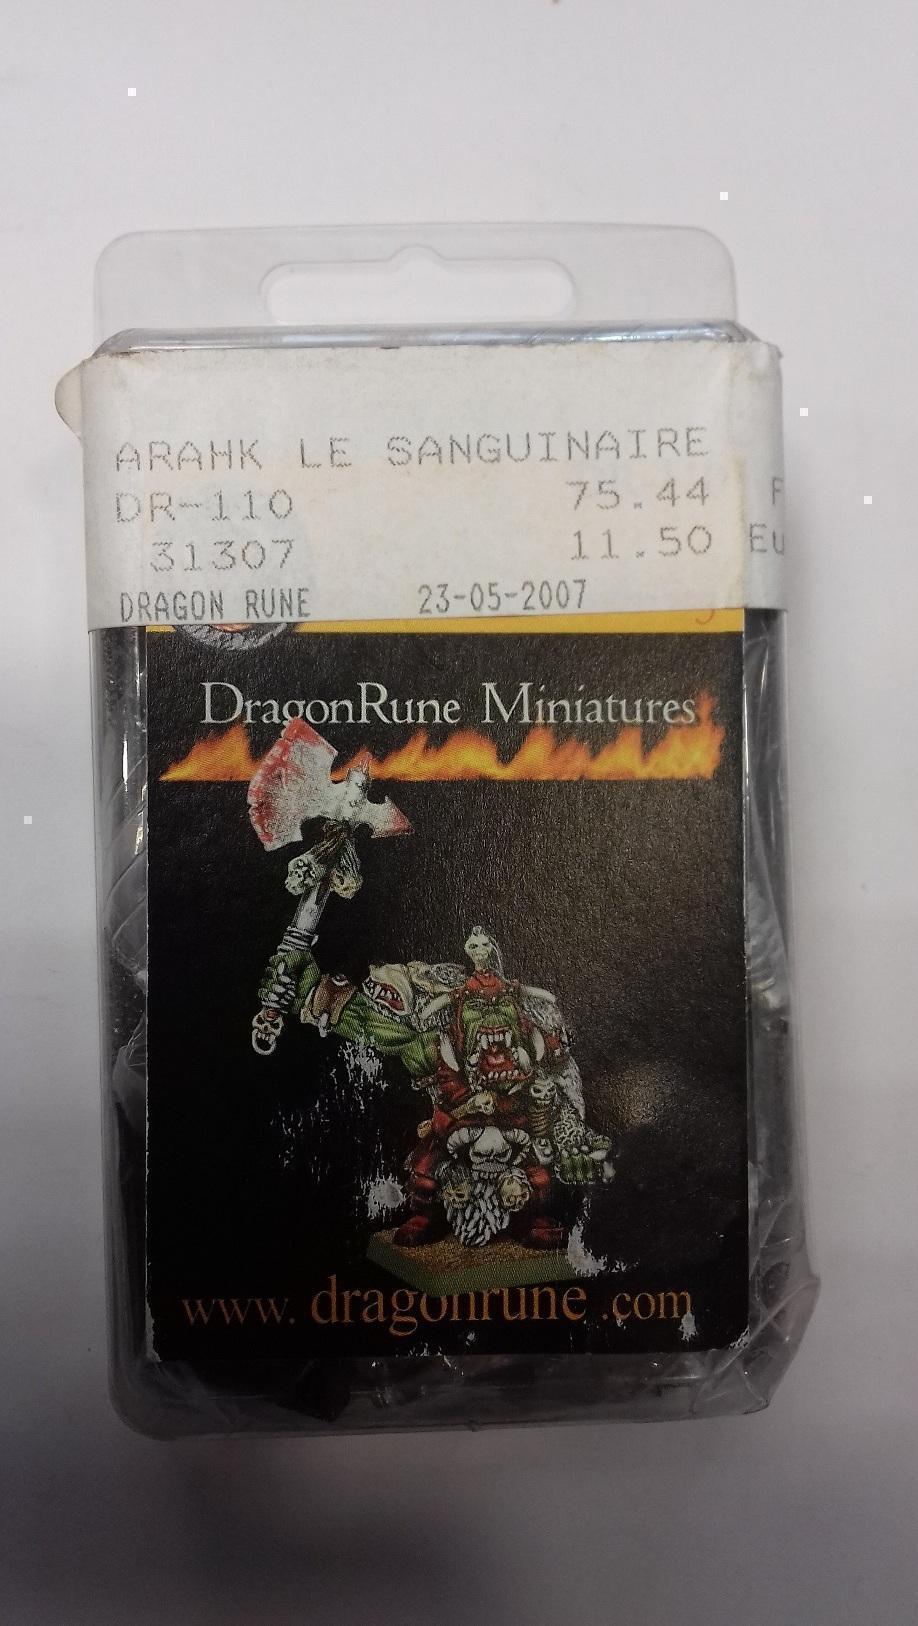 ARAHK LE SANGUINAIRE
DR-110 75.44 F
31307 11.50 Eu
DRAGON RUNE 23-05-2007
DragonRune Miniatures
www.dragonrune.com